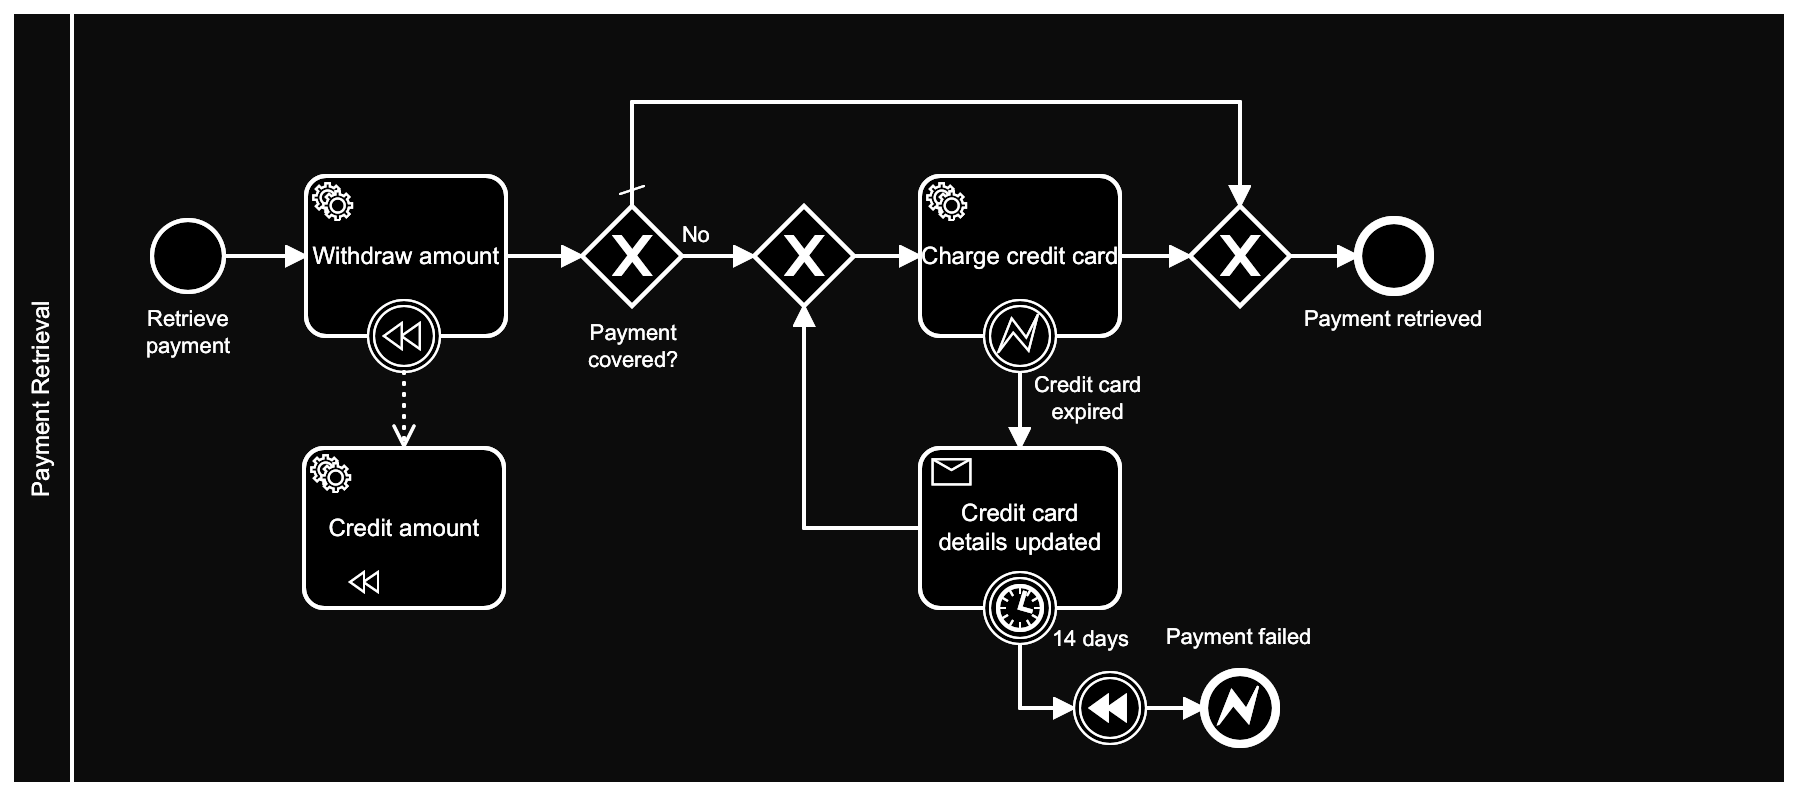 Payment Retrieval
Retrieve
payment
Withdraw amount
Credit amount
Payment
covered?
No
Charge credit card
Credit card
expired
Credit card
details updated
14 days
Payment failed
Payment retrieved